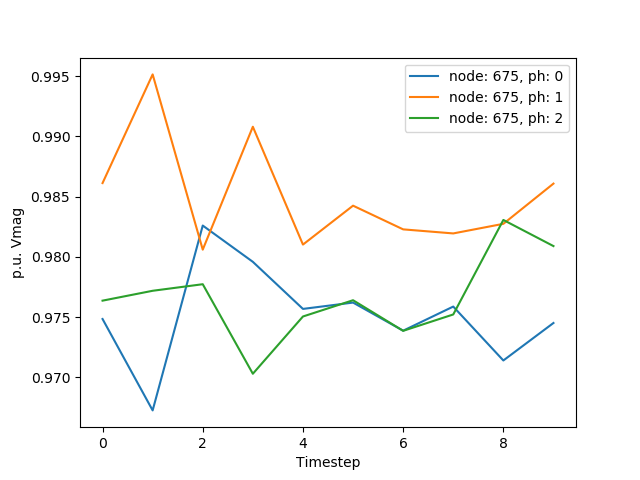 0.995
0.990
0.985
0.980
0.975
0.970
p.u. Vmag
node: 675, ph: 0
node: 675, ph: 1
node: 675, ph: 2
0
2
4
6
8
Timestep